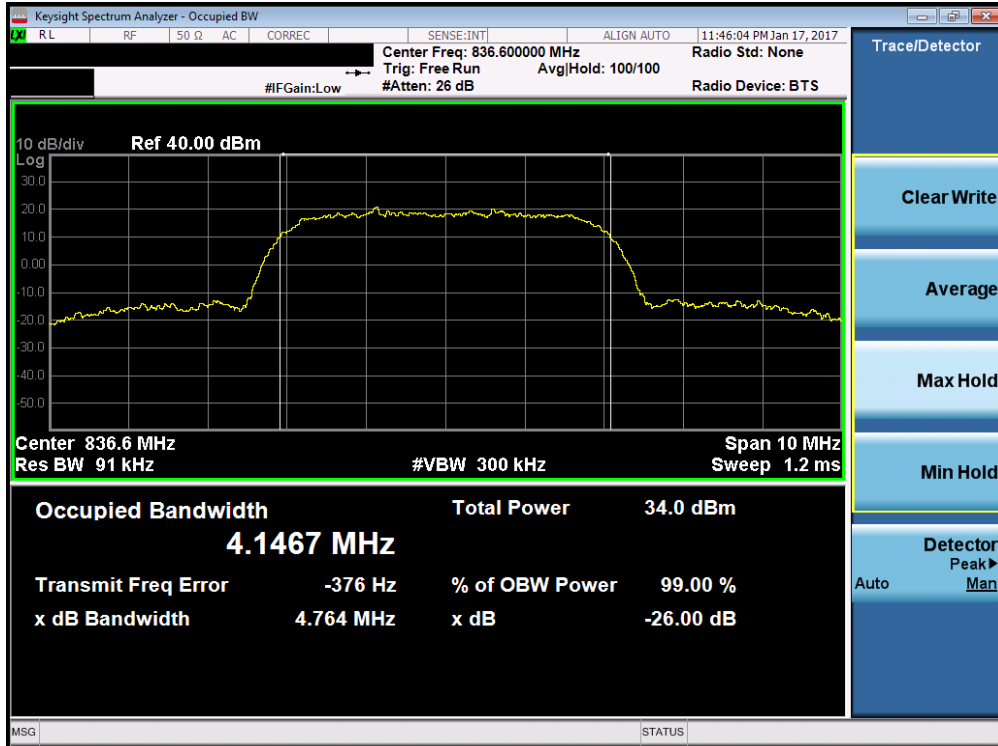 Keysight Spectrum Analyzer - Occupied BW
LXI RL RF 50 Ω AC CORREC SENSE:INT ALIGN AUTO 11:46:04 PM Jan 17, 2017
Center Freq: 836.600000 MHz Radio Std: None
Trig: Free Run Avg|Hold: 100/100
#IFGain:Low #Atten: 26 dB Radio Device: BTS
10 dB/div Ref 40.00 dBm
Log
30.0
20.0
10.0
0.00
-10.0
-20.0
-30.0
-40.0
-50.0
Center 836.6 MHz Span 10 MHz
Res BW 91 kHz #VBW 300 kHz Sweep 1.2 ms
Occupied Bandwidth Total Power 34.0 dBm
4.1467 MHz
Transmit Freq Error -376 Hz % of OBW Power 99.00 %
x dB Bandwidth 4.764 MHz x dB -26.00 dB
MSG STATUS
Trace/Detector
Clear Write
Average
Max Hold
Min Hold
Detector
Peak▶
Auto Man